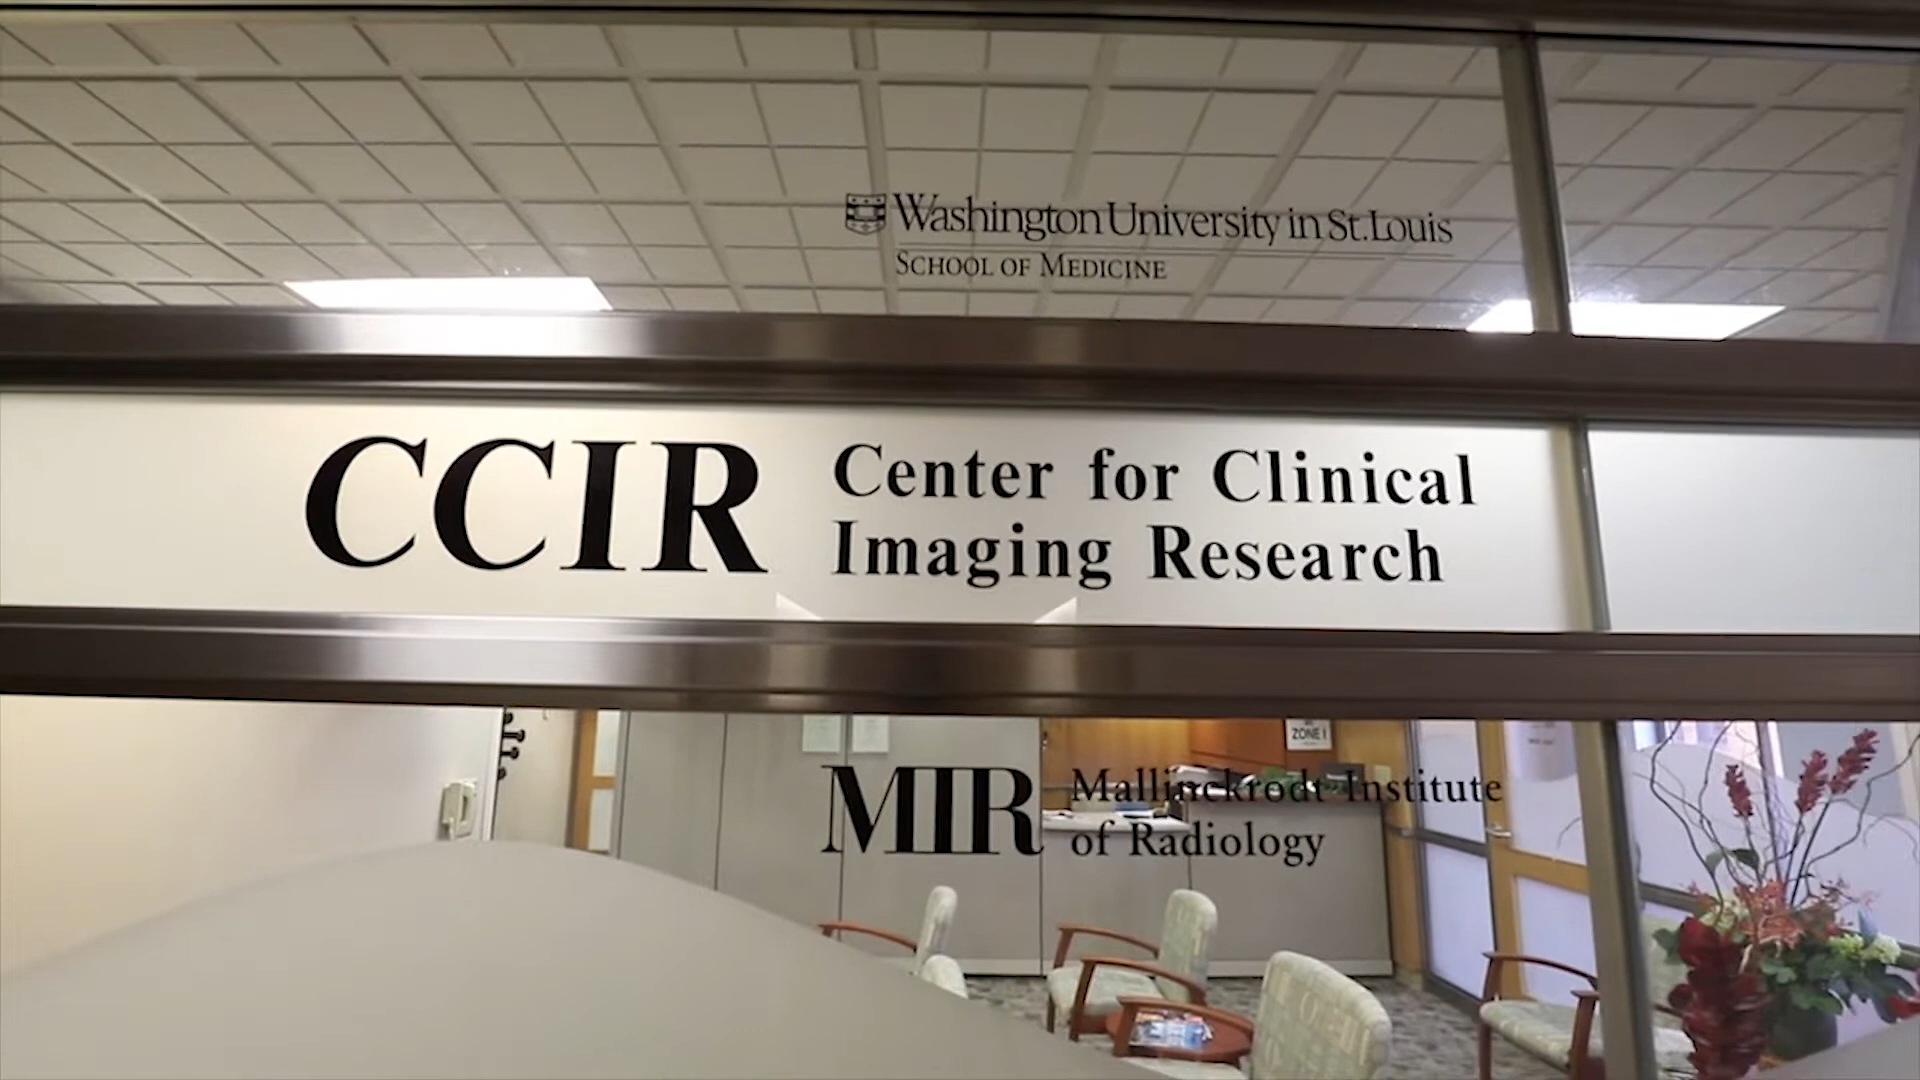 Washington University in St. Louis
SCHOOL OF MEDICINE
CCIR
Center for Clinical
Imaging Research
ZONE I
MIR
Mallinckrodt Institute
of Radiology